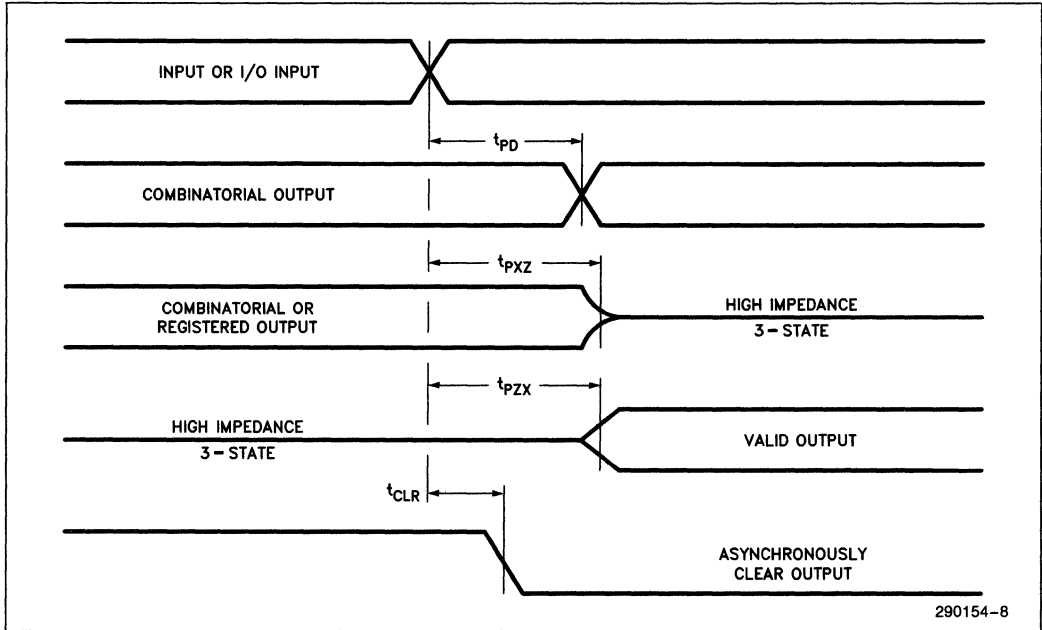 INPUT OR I/O INPUT
tPD
COMBINATORIAL OUTPUT
tPXZ
COMBINATORIAL OR
REGISTERED OUTPUT
HIGH IMPEDANCE
3-STATE
tPZX
HIGH IMPEDANCE
3-STATE
VALID OUTPUT
tCLR
ASYNCHRONOUSLY
CLEAR OUTPUT
290154-8